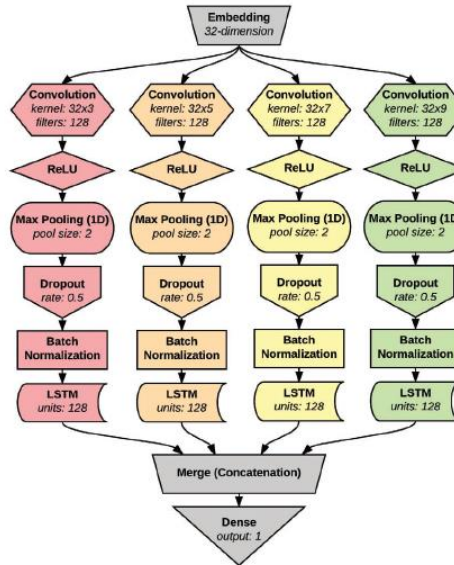 Embedding
32-dimension
Convolution
kernel: 32x3
filters: 128
Convolution
kernel: 32x5
filters: 128
Convolution
kernel: 32x7
filters: 128
Convolution
kernel: 32x9
filters: 128
ReLU
ReLU
ReLU
ReLU
Max Pooling (1D)
pool size: 2
Max Pooling (1D)
pool size: 2
Max Pooling (1D)
pool size: 2
Max Pooling (1D)
pool size: 2
Dropout
rate: 0.5
Dropout
rate: 0.5
Dropout
rate: 0.5
Dropout
rate: 0.5
Batch
Normalization
Batch
Normalization
Batch
Normalization
Batch
Normalization
LSTM
units: 128
LSTM
units: 128
LSTM
units: 128
LSTM
units: 128
Merge (Concatenation)
Dense
output: 1